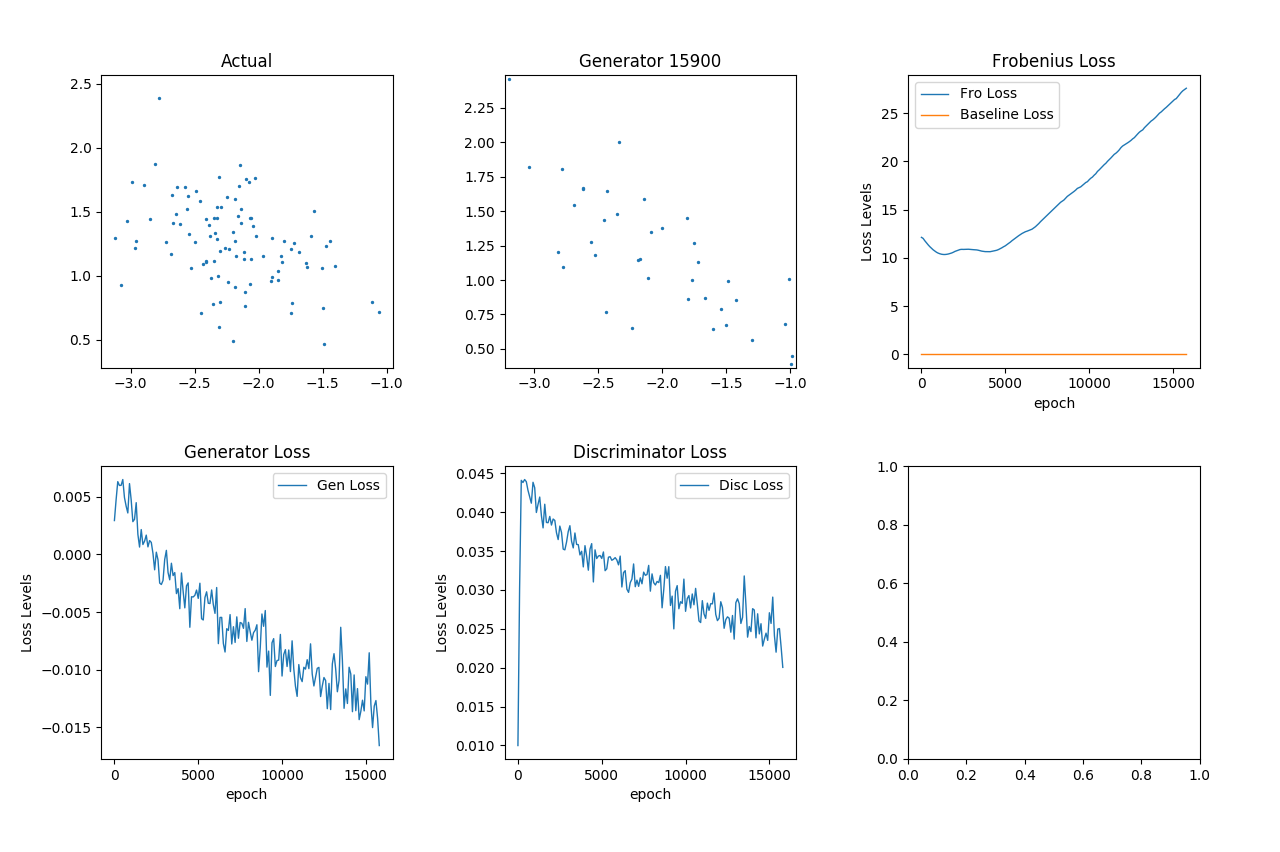 Actual
2.5
2.0
1.5
1.0
0.5
−3.0 −2.5 −2.0 −1.5 −1.0
Generator 15900
2.25
2.00
1.75
1.50
1.25
1.00
0.75
0.50
−3.0 −2.5 −2.0 −1.5 −1.0
Frobenius Loss
Fro Loss
Baseline Loss
Loss Levels
25
20
15
10
5
0
0 5000 10000 15000
epoch
Generator Loss
Gen Loss
Loss Levels
0.005
0.000
−0.005
−0.010
−0.015
0 5000 10000 15000
epoch
Discriminator Loss
Disc Loss
Loss Levels
0.045
0.040
0.035
0.030
0.025
0.020
0.015
0.010
0 5000 10000 15000
epoch
1.0
0.8
0.6
0.4
0.2
0.0
0.0 0.2 0.4 0.6 0.8 1.0